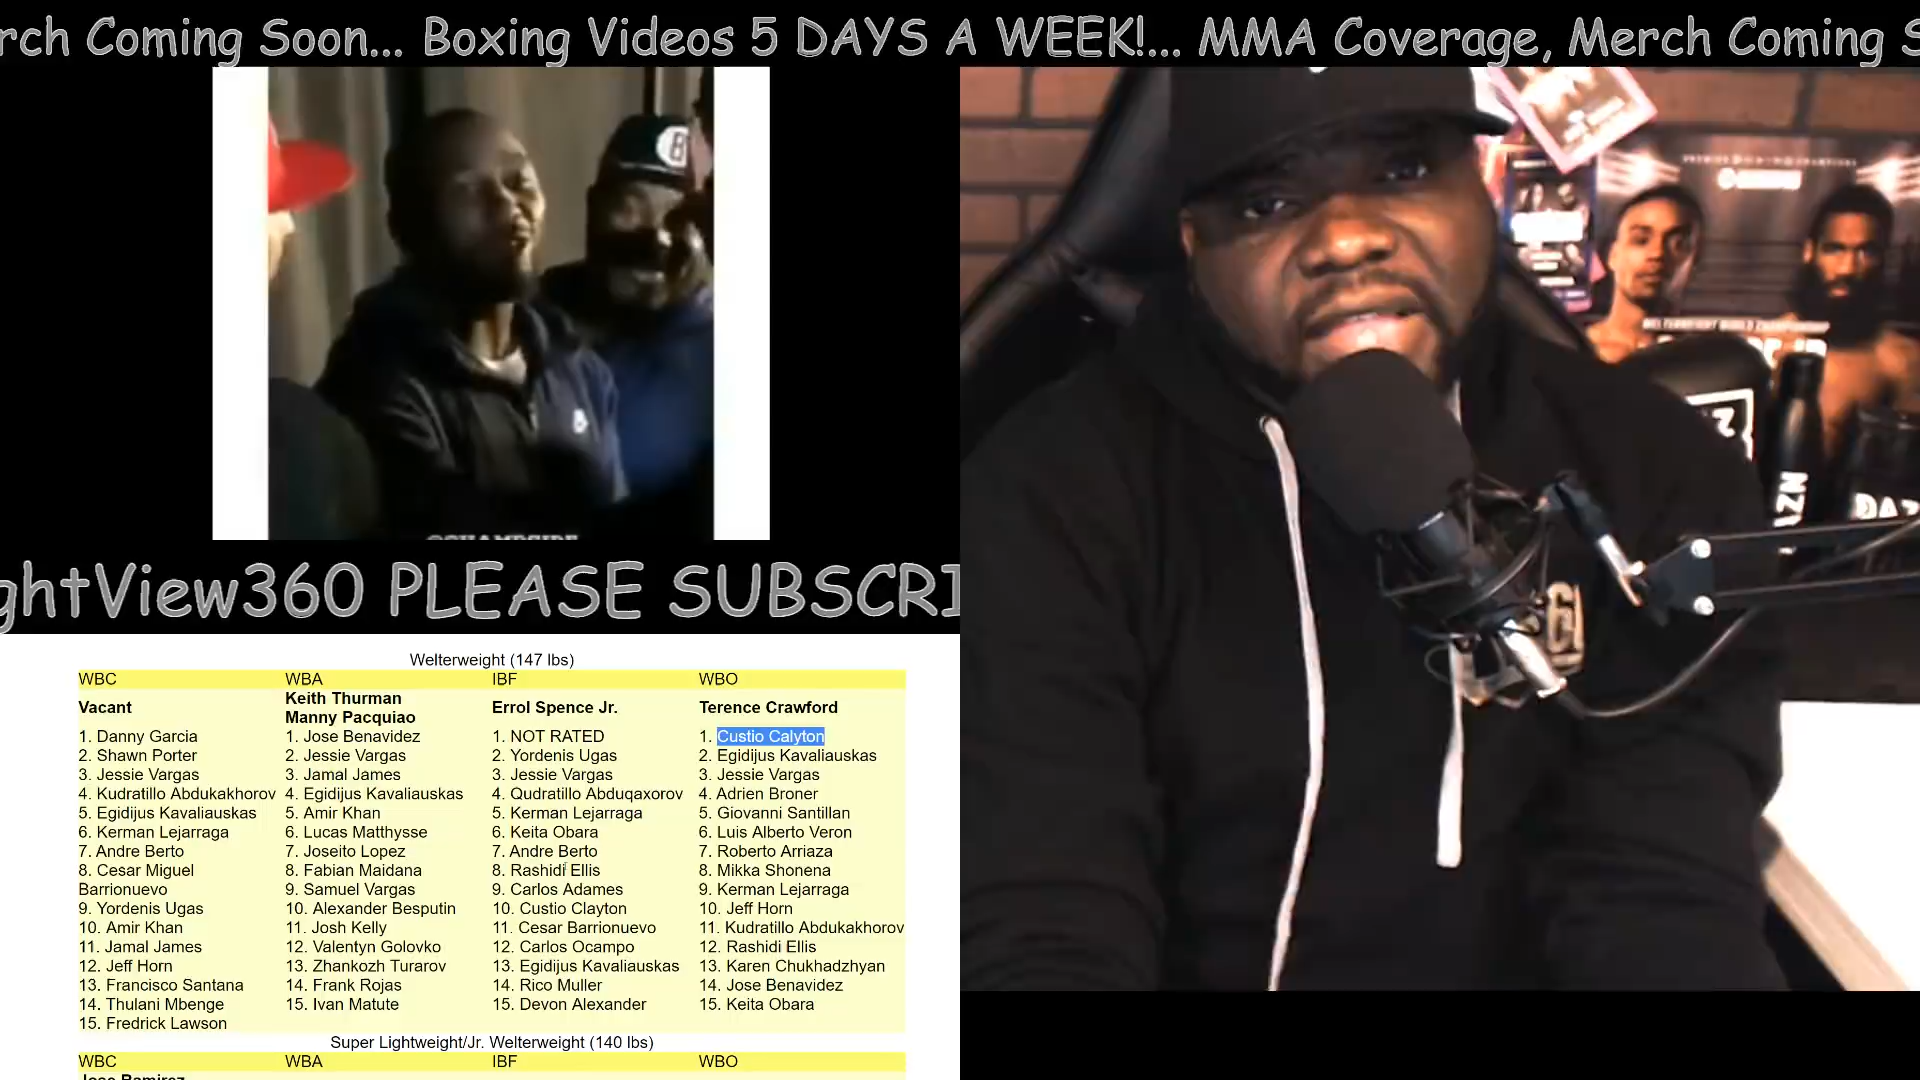 rch Coming Soon... Boxing Videos 5 DAYS A WEEK!... MMA Coverage, Merch Coming S
ghtView360 PLEASE SUBSCRI
Welterweight (147 lbs)
WBC WBA IBF WBO
Vacant
Keith Thurman
Manny Pacquiao
Errol Spence Jr.
Terence Crawford
1. Danny Garcia
2. Shawn Porter
3. Jessie Vargas
4. Kudratillo Abdukakhorov
5. Egidijus Kavaliauskas
6. Kerman Lejarraga
7. Andre Berto
8. Cesar Miguel
Barrionuevo
9. Yordenis Ugas
10. Amir Khan
11. Jamal James
12. Jeff Horn
13. Francisco Santana
14. Thulani Mbenge
15. Fredrick Lawson
1. Jose Benavidez
2. Jessie Vargas
3. Jamal James
4. Egidijus Kavaliauskas
5. Amir Khan
6. Lucas Matthysse
7. Joseito Lopez
8. Fabian Maidana
9. Samuel Vargas
10. Alexander Besputin
11. Josh Kelly
12. Valentyn Golovko
13. Zhankozh Turarov
14. Frank Rojas
15. Ivan Matute
1. NOT RATED
2. Yordenis Ugas
3. Jessie Vargas
4. Qudratillo Abduqaxorov
5. Kerman Lejarraga
6. Keita Obara
7. Andre Berto
8. Rashidi Ellis
9. Carlos Adames
10. Custio Clayton
11. Cesar Barrionuevo
12. Carlos Ocampo
13. Egidijus Kavaliauskas
14. Rico Muller
15. Devon Alexander
1. Custio Calyton
2. Egidijus Kavaliauskas
3. Jessie Vargas
4. Adrien Broner
5. Giovanni Santillan
6. Luis Alberto Veron
7. Roberto Arriaza
8. Mikka Shonena
9. Kerman Lejarraga
10. Jeff Horn
11. Kudratillo Abdukakhorov
12. Rashidi Ellis
13. Karen Chukhadzhyan
14. Jose Benavidez
15. Keita Obara
Super Lightweight/Jr. Welterweight (140 lbs)
WBC WBA IBF WBO
Jose Ramirez